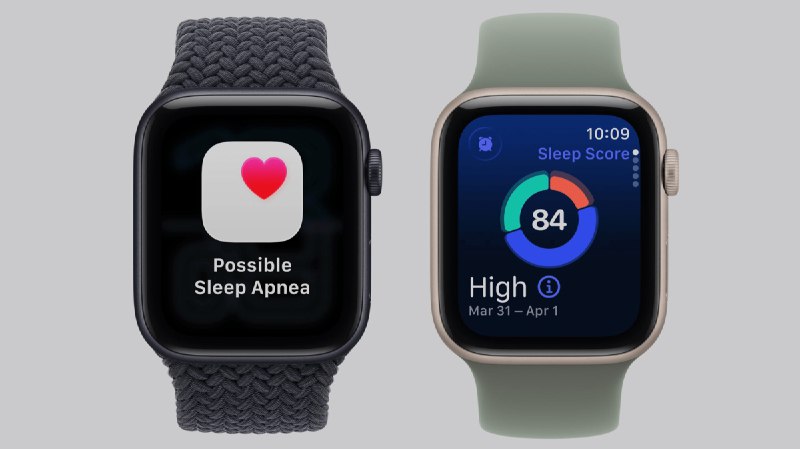 Possible
Sleep Apnea
10:09
Sleep Score
84
High
Mar 31 – Apr 1